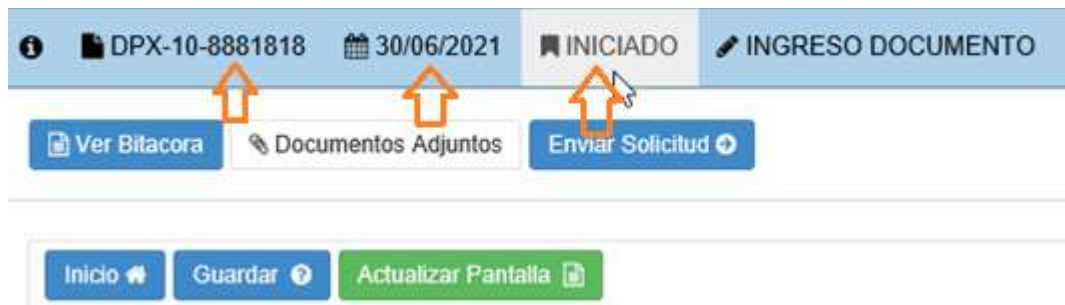 DPX-10-8881818 30/06/2021 INICIADO INGRESO DOCUMENTO
Ver Bitacora Documentos Adjuntos Enviar Solicitud
Inicio Guardar Actualizar Pantalla